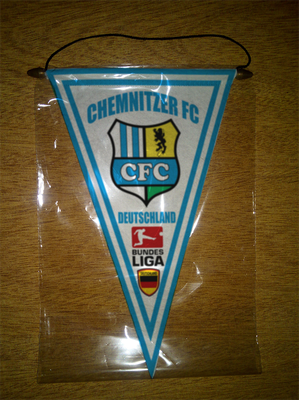 CHEMNITZER FC
CFC
DEUTSCHLAND
BUNDES
LIGA